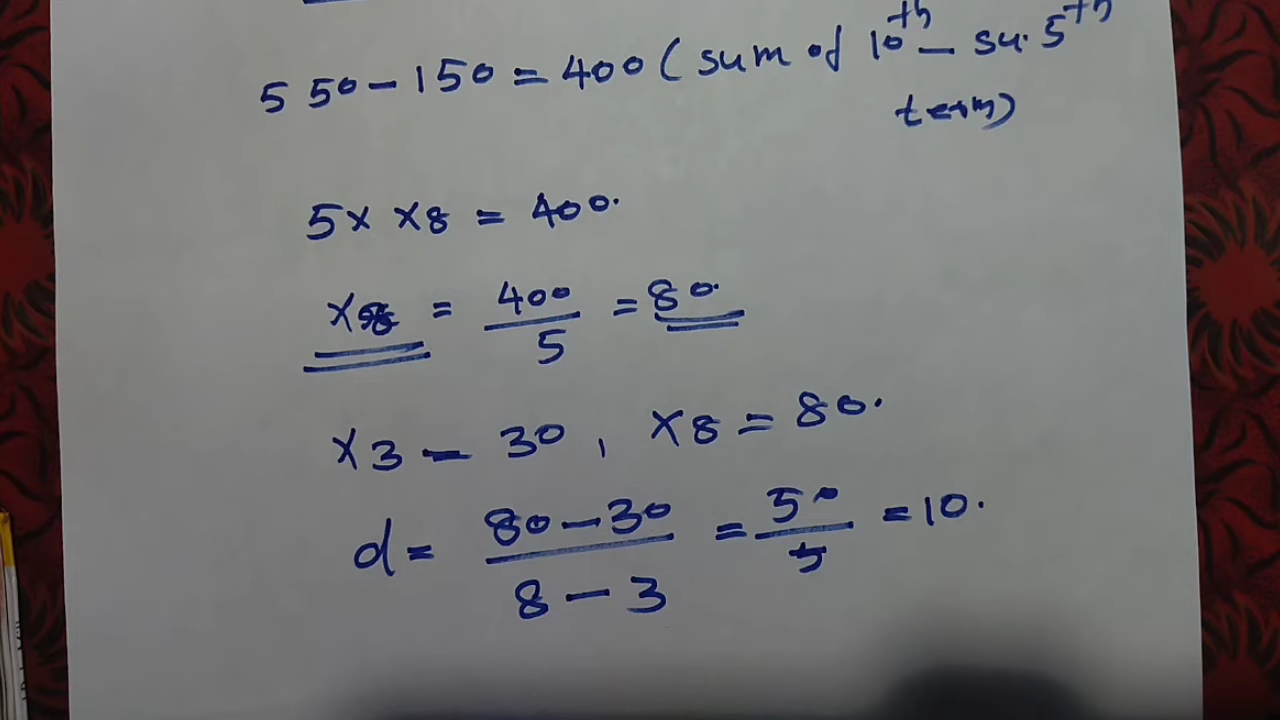 550-150 = 400 ( sum of 10th - su. 5th
term)
5x x8 = 400.
x8 = 400/5 = 80.
x3 - 30, x8 = 80.
d = 80-30/8-3 = 50/5 = 10.